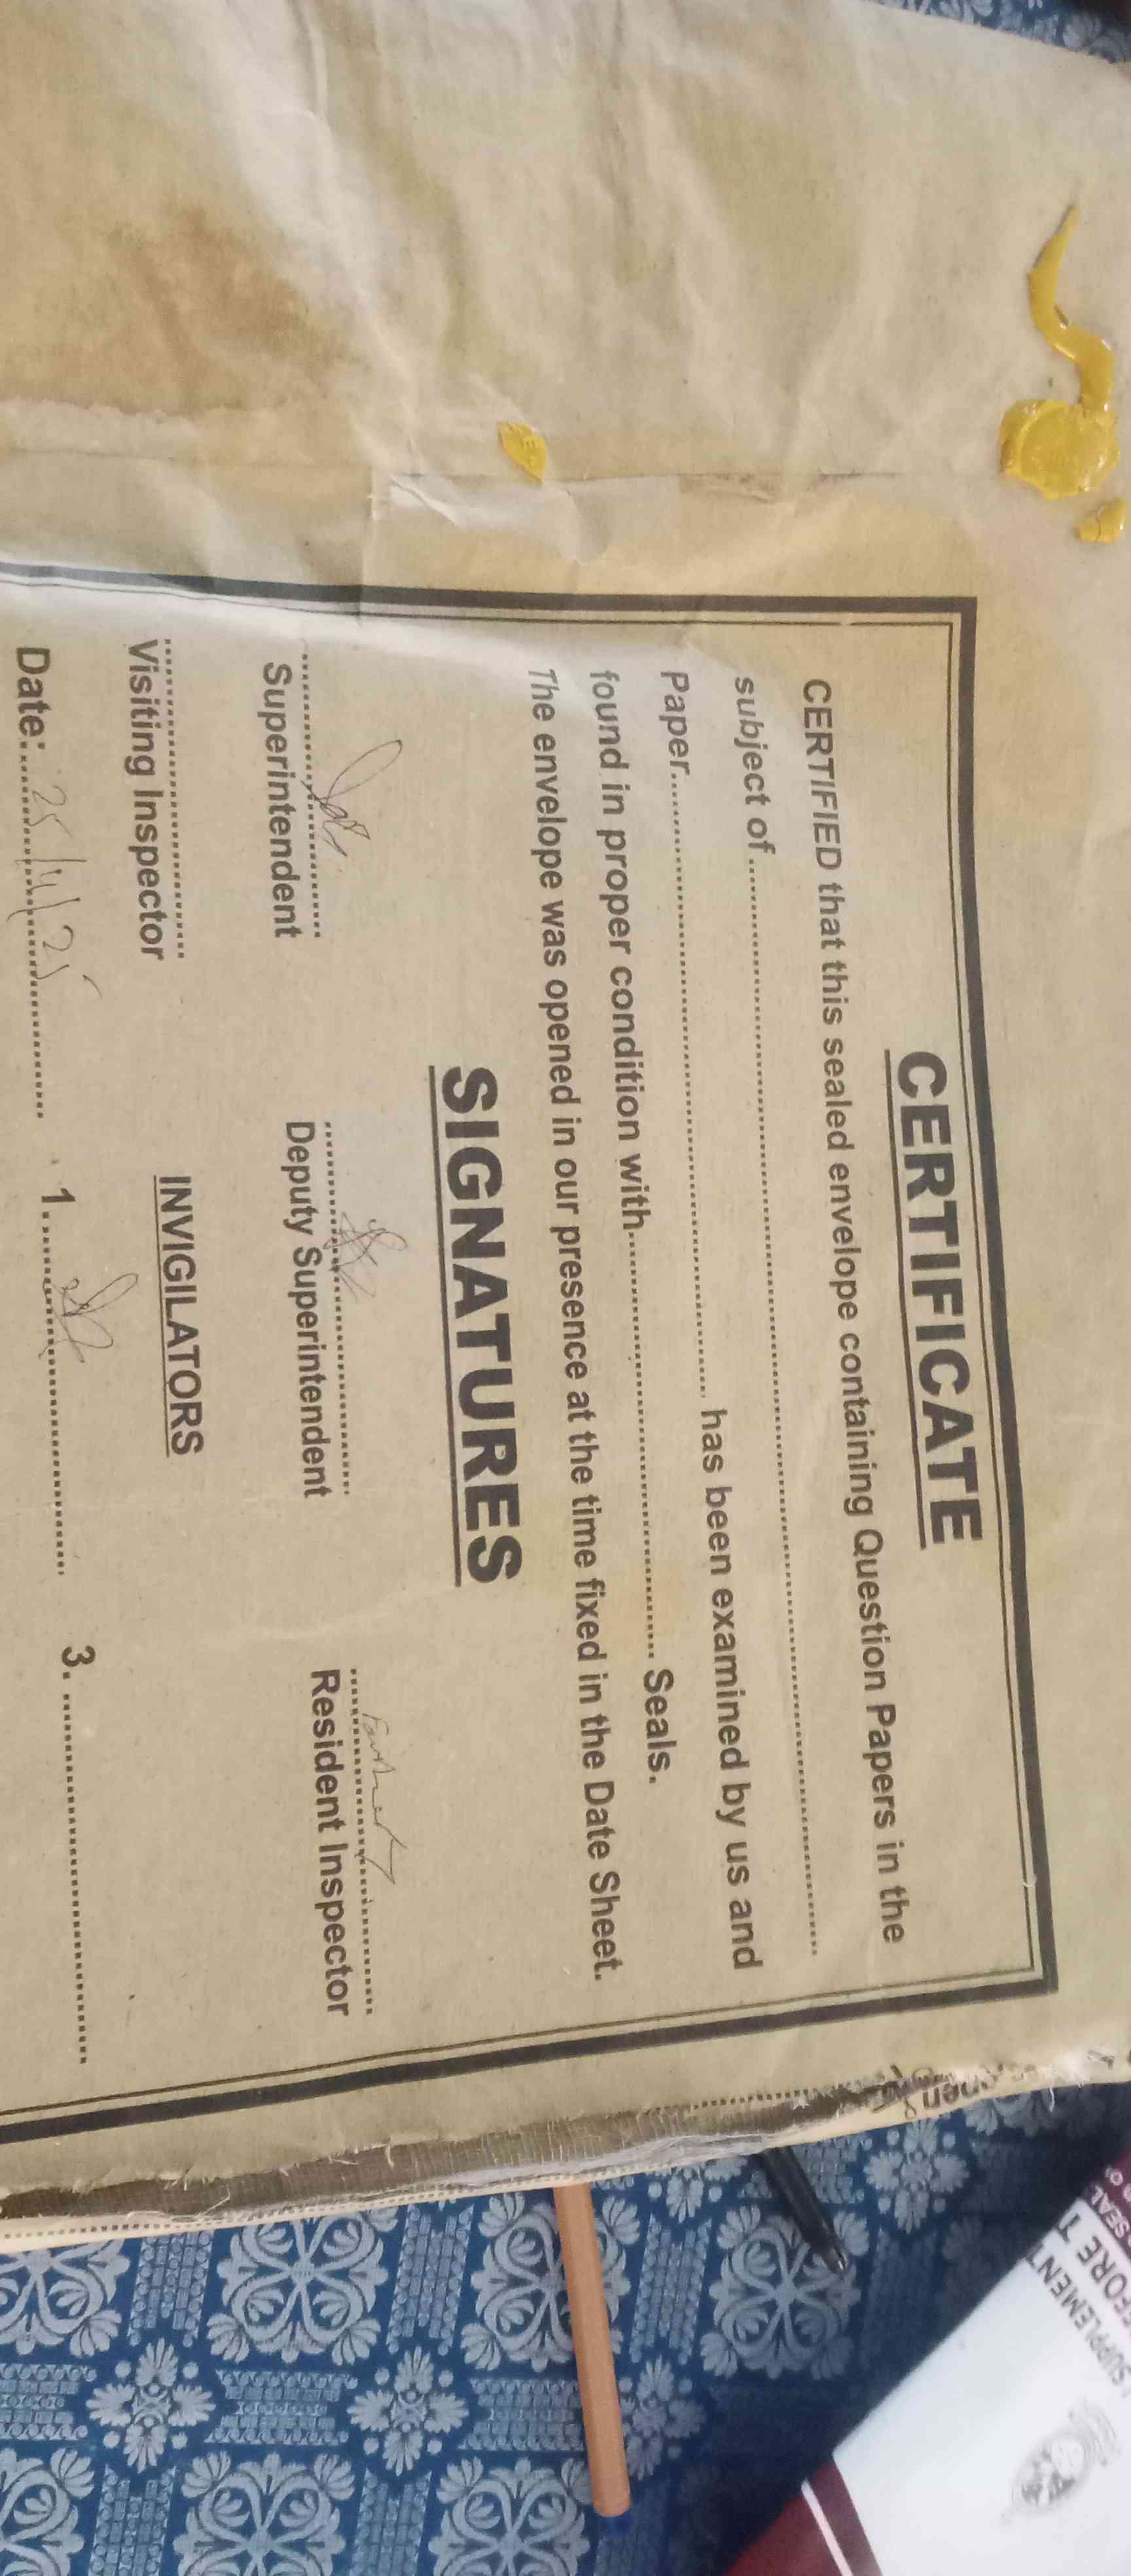 CERTIFICATE
CERTIFIED that this sealed envelope containing Question Papers in the
subject of
Paper has been examined by us and
found in proper condition with Seals.
The envelope was opened in our presence at the time fixed in the Date Sheet.
SIGNATURES
Superintendent Deputy Superintendent Resident Inspector
Visiting Inspector
INVIGILATORS
Date: 25/4/25 1. 3.
SEAL